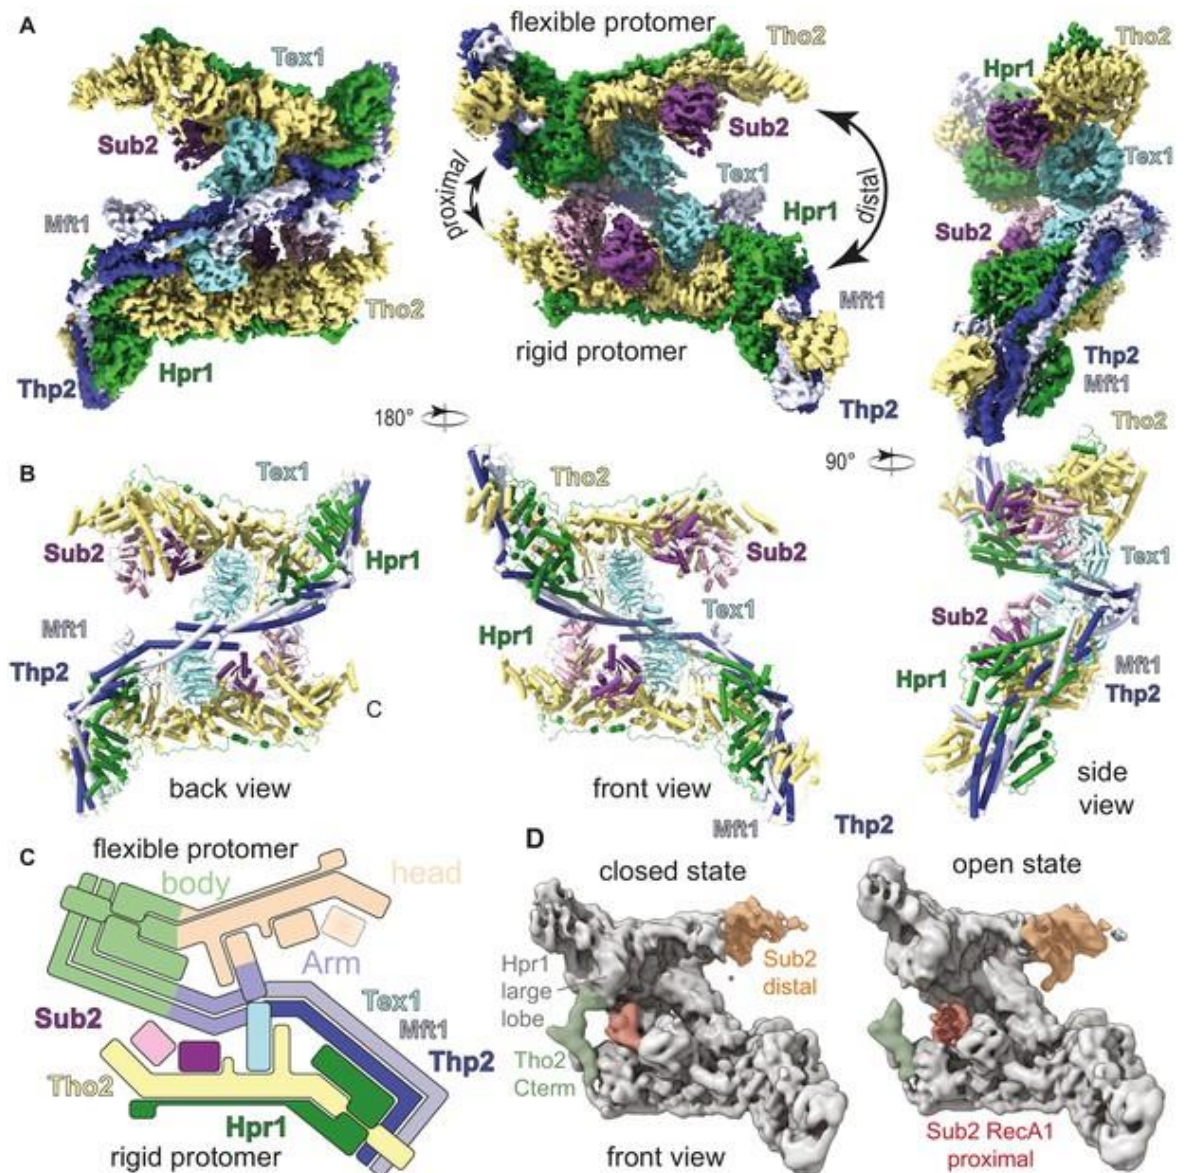 A
Tex1
Sub2
Mft1
Tho2
Hpr1
Thp2
flexible protomer
Tho2
Sub2
proximal
Tex1
Hpr1
distal
Mft1
rigid protomer
Thp2
Tho2
Hpr1
Tex1
Sub2
Thp2
Mft1
Tho2
180°
90°
B
Tex1
Sub2
Hpr1
Mft1
Thp2
C
back view
Tho2
Sub2
Tex1
Hpr1
front view
Mft1
Thp2
Tex1
Sub2
Hpr1
Mft1
Thp2
side
view
C
flexible protomer
body
head
Arm
Sub2
Tex1
Mft1
Thp2
Tho2
Hpr1
rigid protomer
D
closed state
open state
Hpr1
large
lobe
Sub2
distal
Tho2
Cterm
front view
Sub2 RecA1
proximal